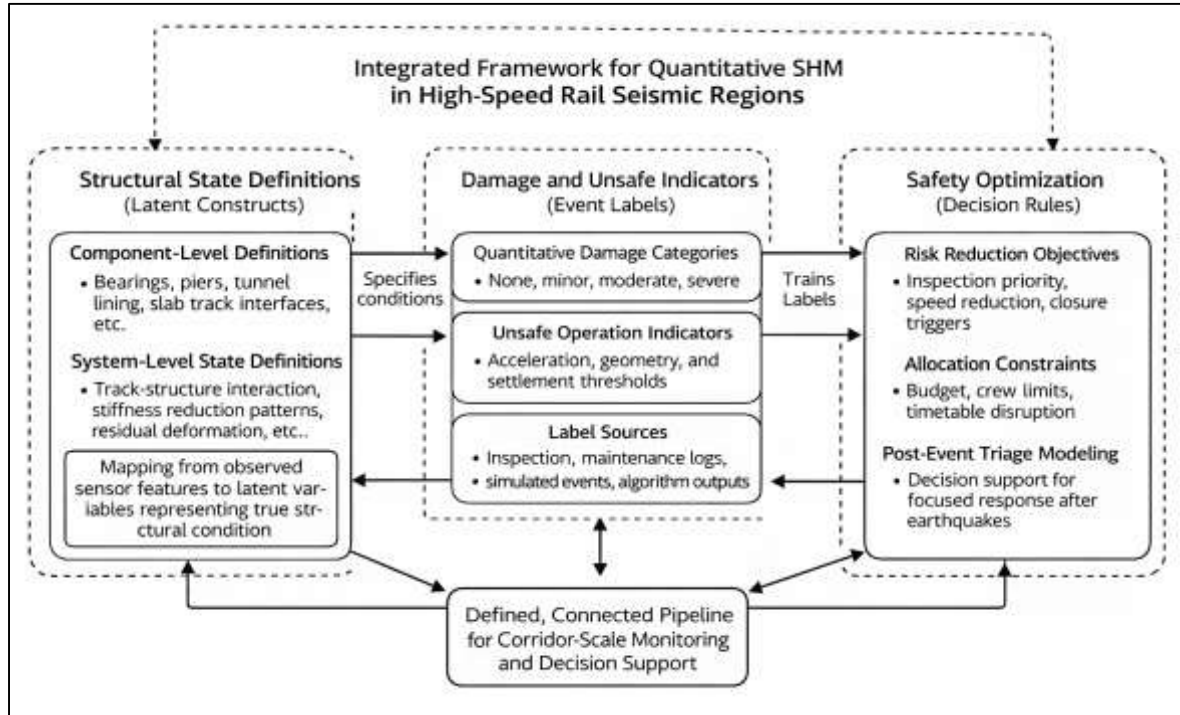 Integrated Framework for Quantitative SHM
in High-Speed Rail Seismic Regions
Structural State Definitions
(Latent Constructs)
Component-Level Definitions
• Bearings, piers, tunnel
lining, slab track interfaces,
etc.
System-Level State Definitions
• Track-structure interaction,
stiffness reduction patterns,
residual deformation, etc..
Mapping from observed
sensor features to latent var-
iables representing true str-
ctural condition
Specifies
conditions
Damage and Unsafe Indicators
(Event Labels)
Quantitative Damage Categories
• None, minor, moderate, severe
Unsafe Operation Indicators
• Acceleration, geometry, and
settlement thresholds
Label Sources
• Inspection, maintenance logs,
• simulated events, algorithm outputs
Trains
Labels
Safety Optimization
(Decision Rules)
Risk Reduction Objectives
• Inspection priority,
speed reduction, closure
triggers
Allocation Constraints
• Budget, crew limits,
timetable disruption
Post-Event Triage Modeling
• Decision support for
focused response after
earthquakes
Defined, Connected Pipeline
for Corridor-Scale Monitoring
and Decision Support